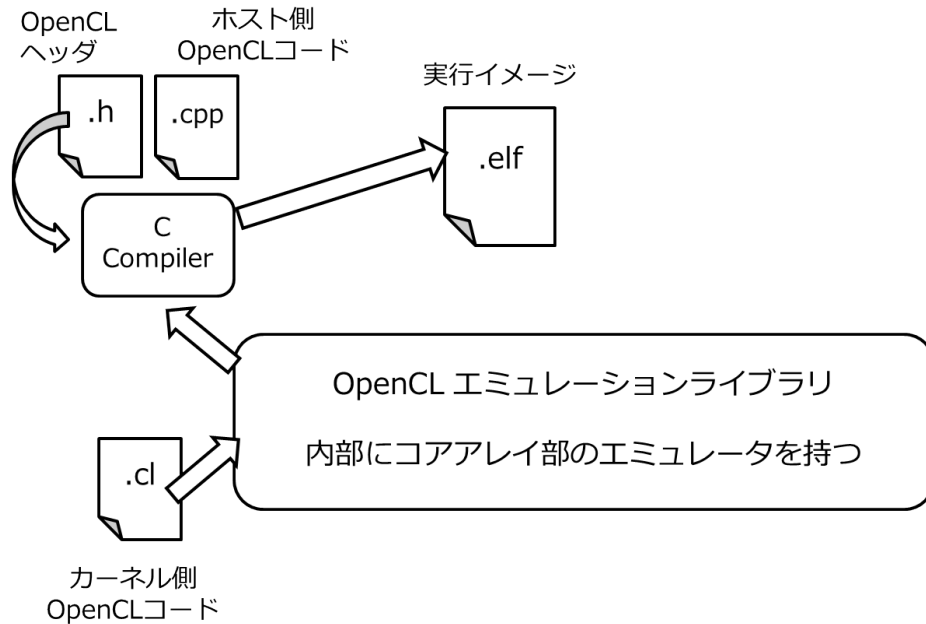 OpenCL
ヘッダ
ホスト側
OpenCLコード
実行イメージ
.h
.cpp
.elf
C
Compiler
OpenCL エミュレーションライブラリ
内部にコアアレイ部のエミュレータを持つ
.cl
カーネル側
OpenCLコード